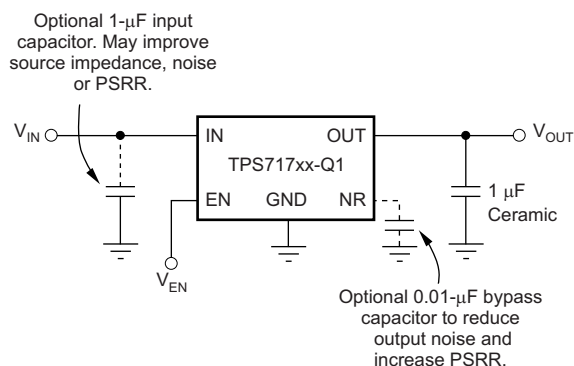 Optional 1-μF input
capacitor. May improve
source impedance, noise
or PSRR.
V_IN
IN
OUT
V_OUT
TPS717xx-Q1
EN
GND
NR
1 μF
Ceramic
V_EN
Optional 0.01-μF bypass
capacitor to reduce
output noise and
increase PSRR.